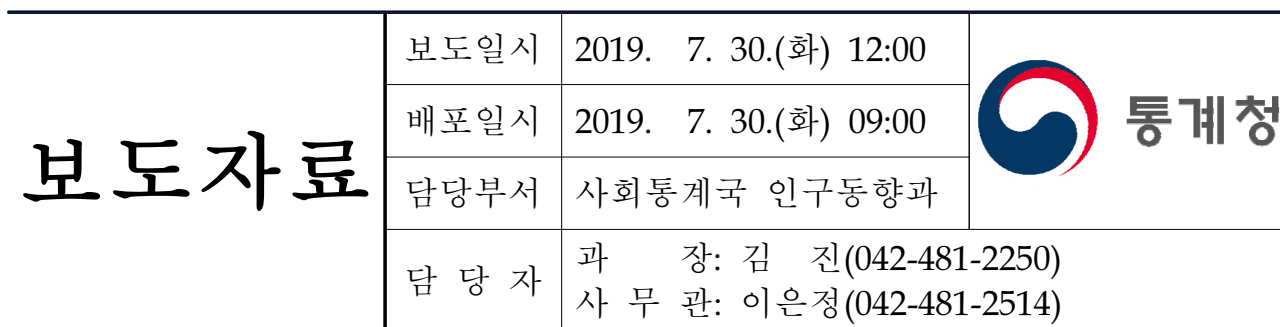 보도자료
보도일시 2019. 7. 30.(화) 12:00
배포일시 2019. 7. 30.(화) 09:00
담당부서 사회통계국 인구동향과
담 당 자 과 장: 김 진(042-481-2250)
사 무 관: 이은정(042-481-2514)
통계청